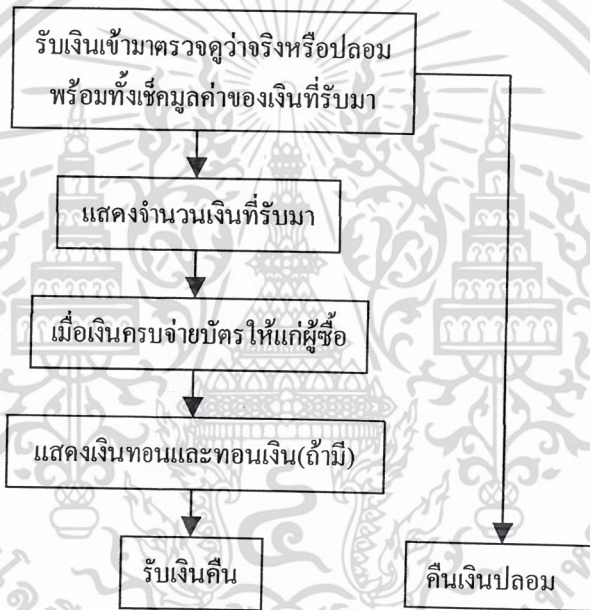 รับเงินเข้ามาตรวจดูว่าจริงหรือปลอม
พร้อมทั้งเช็คมูลค่าของเงินที่รับมา
แสดงจำนวนเงินที่รับมา
เมื่อเงินครบจ่ายบัตรให้แก่ผู้ซื้อ
แสดงเงินทอนและทอนเงิน(ถ้ามี)
รับเงินคืน
คืนเงินปลอม